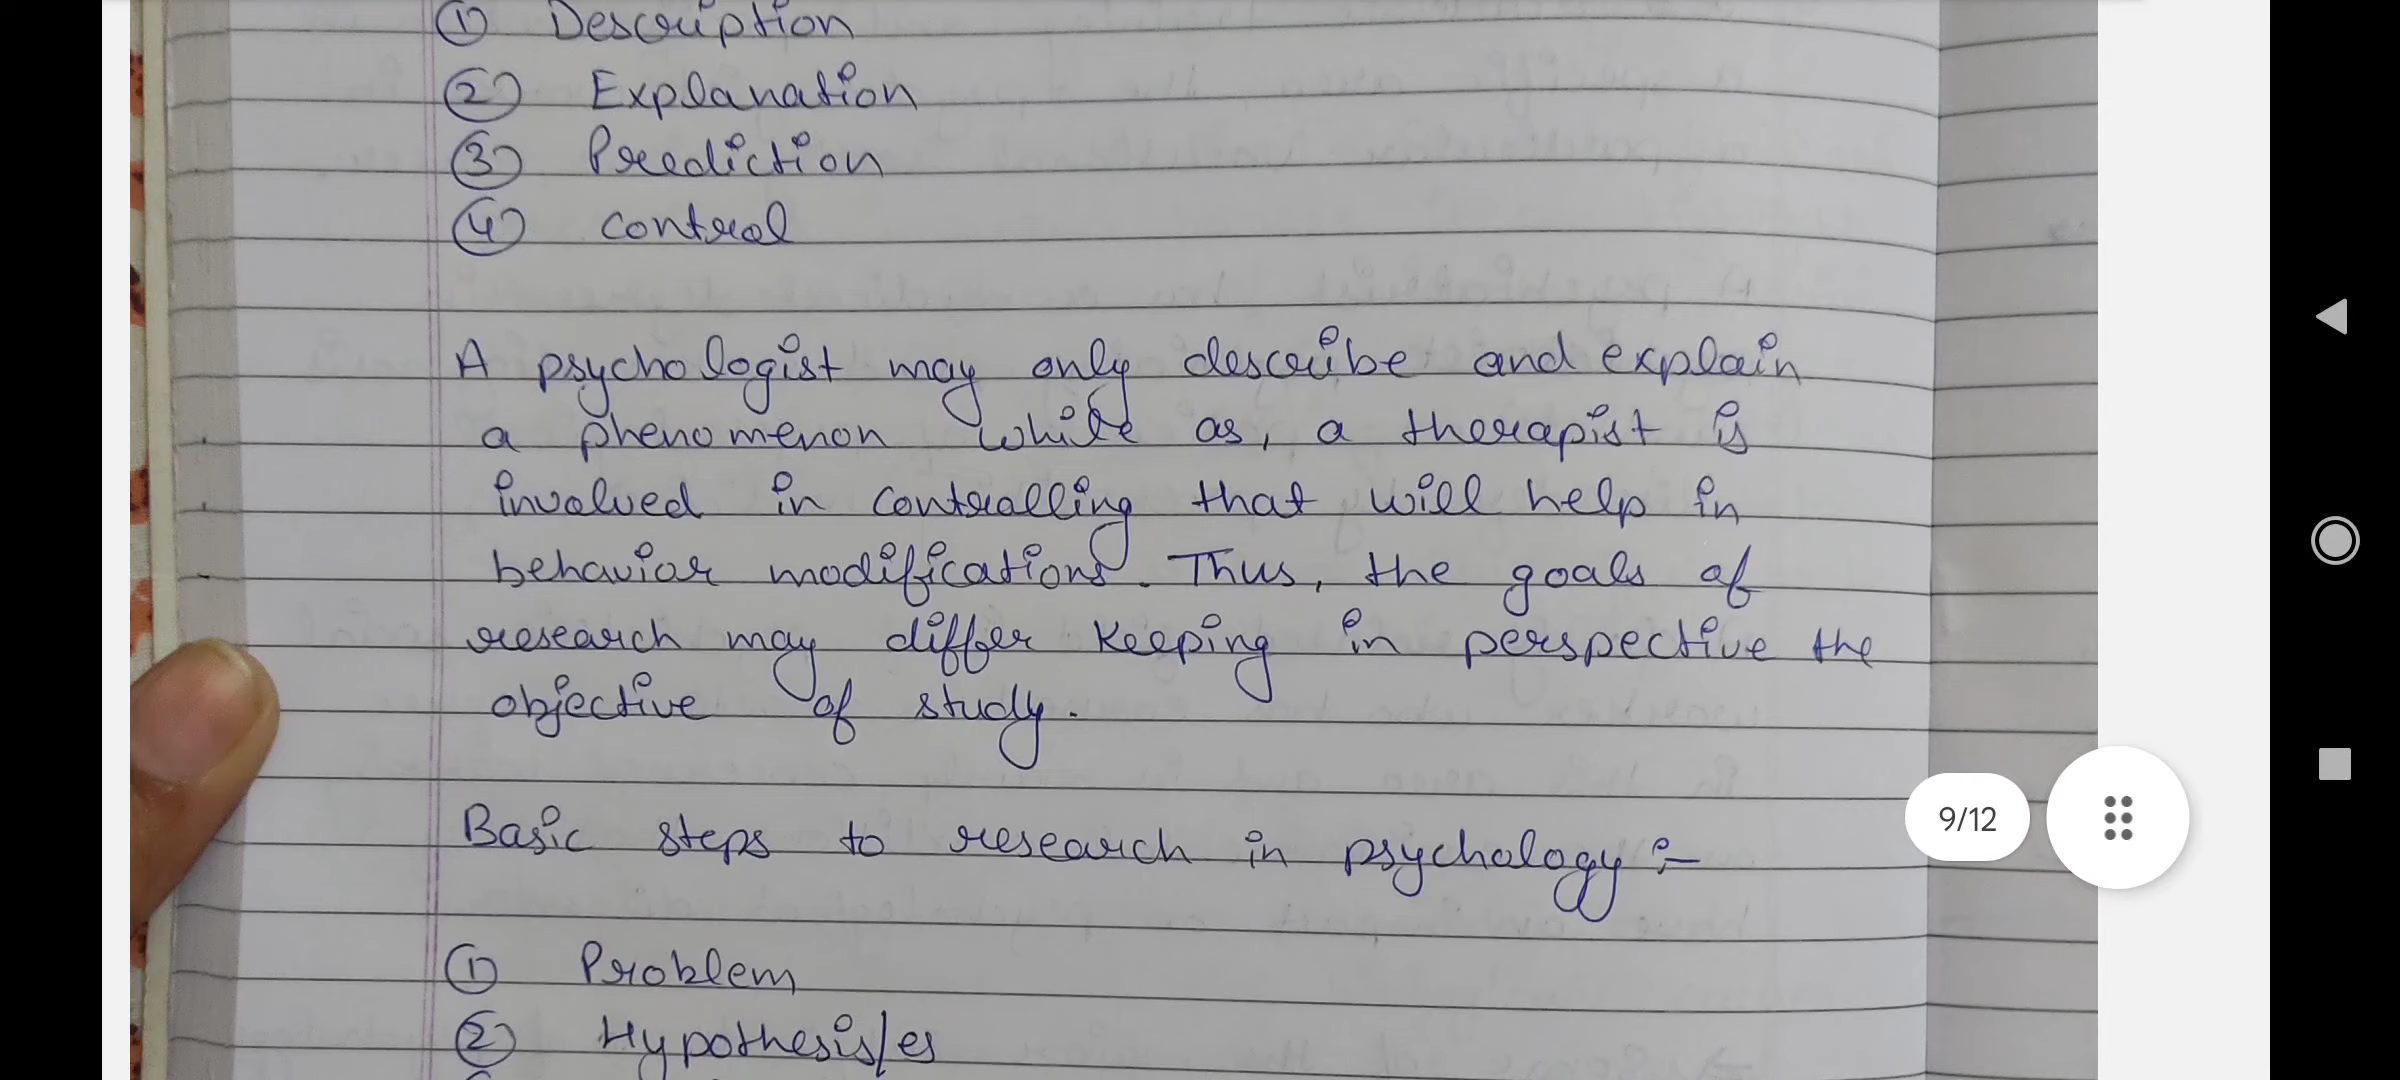 ① Description
② Explanation
③ Prediction
④ control
A psychologist may only describe and explain
a phenomenon while as, a therapist is
involved in controlling that will help in
behavior modifications. Thus, the goals of
research may differ keeping in perspective the
objective of study.
Basic steps to research in psychology :-
9/12
① Problem
② Hypothesis/es